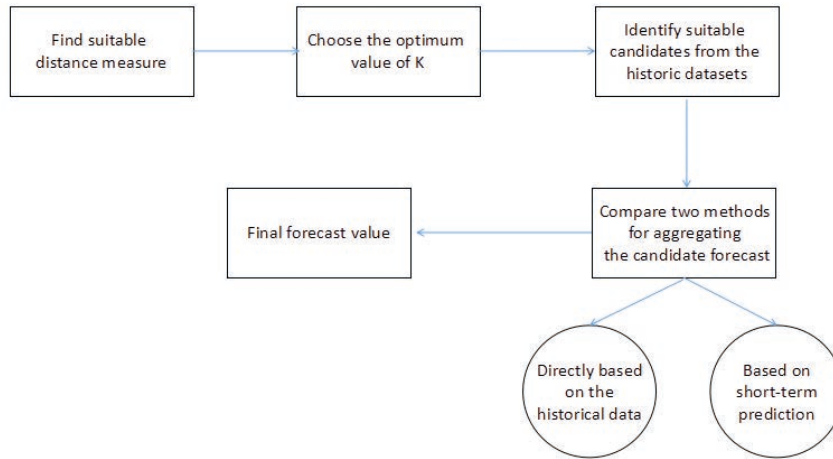 Find suitable
distance measure
Choose the optimum
value of K
Identify suitable
candidates from the
historic datasets
Compare two methods
for aggregating
the candidate forecast
Final forecast value
Directly based
on the
historical data
Based on
short-term
prediction